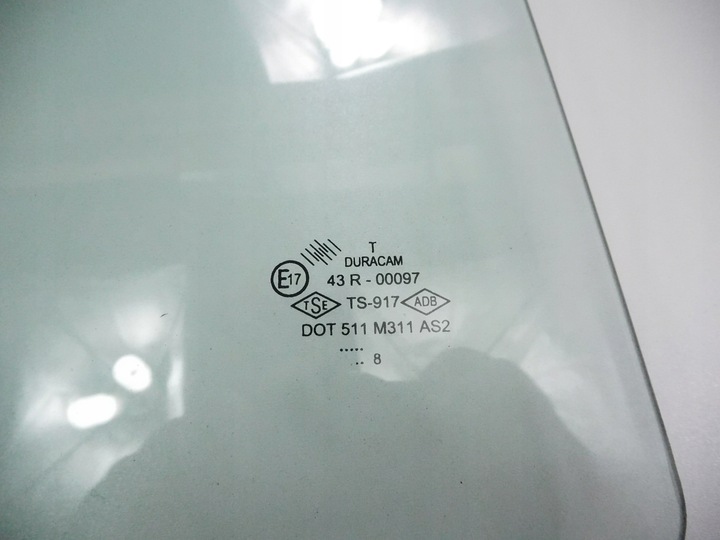 T
DURACAM
E17 43 R - 00097
TSE TS-917 ADB
DOT 511 M311 AS2
.....
.. 8